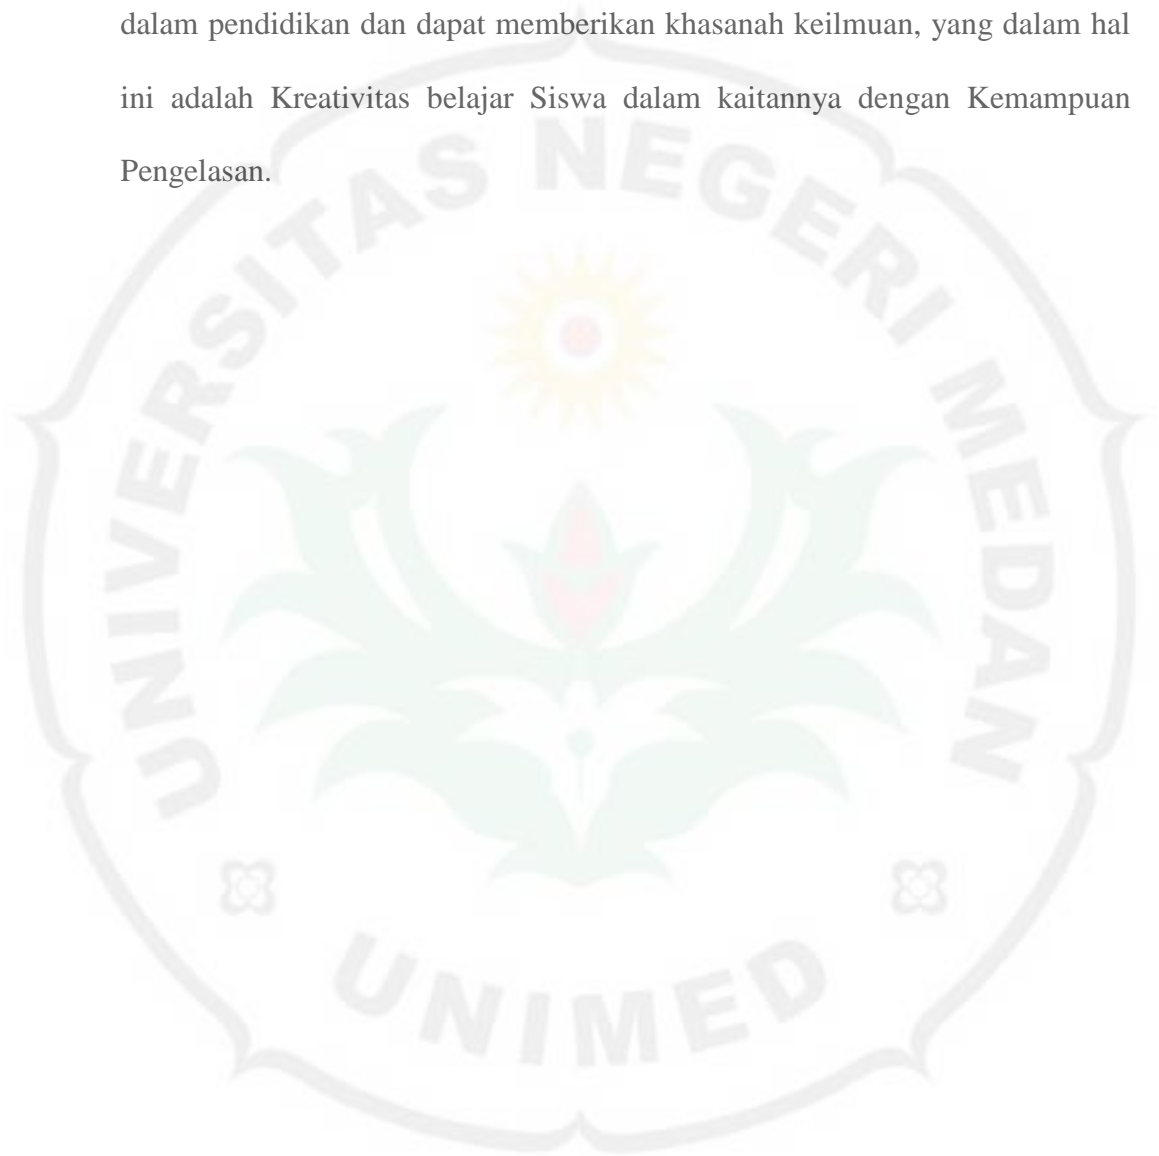 dalam pendidikan dan dapat memberikan khasanah keilmuan, yang dalam hal
ini adalah Kreativitas belajar Siswa dalam kaitannya dengan Kemampuan
Pengelasan.
UNIVERSITAS NEGERI MEDAN
UNIMED